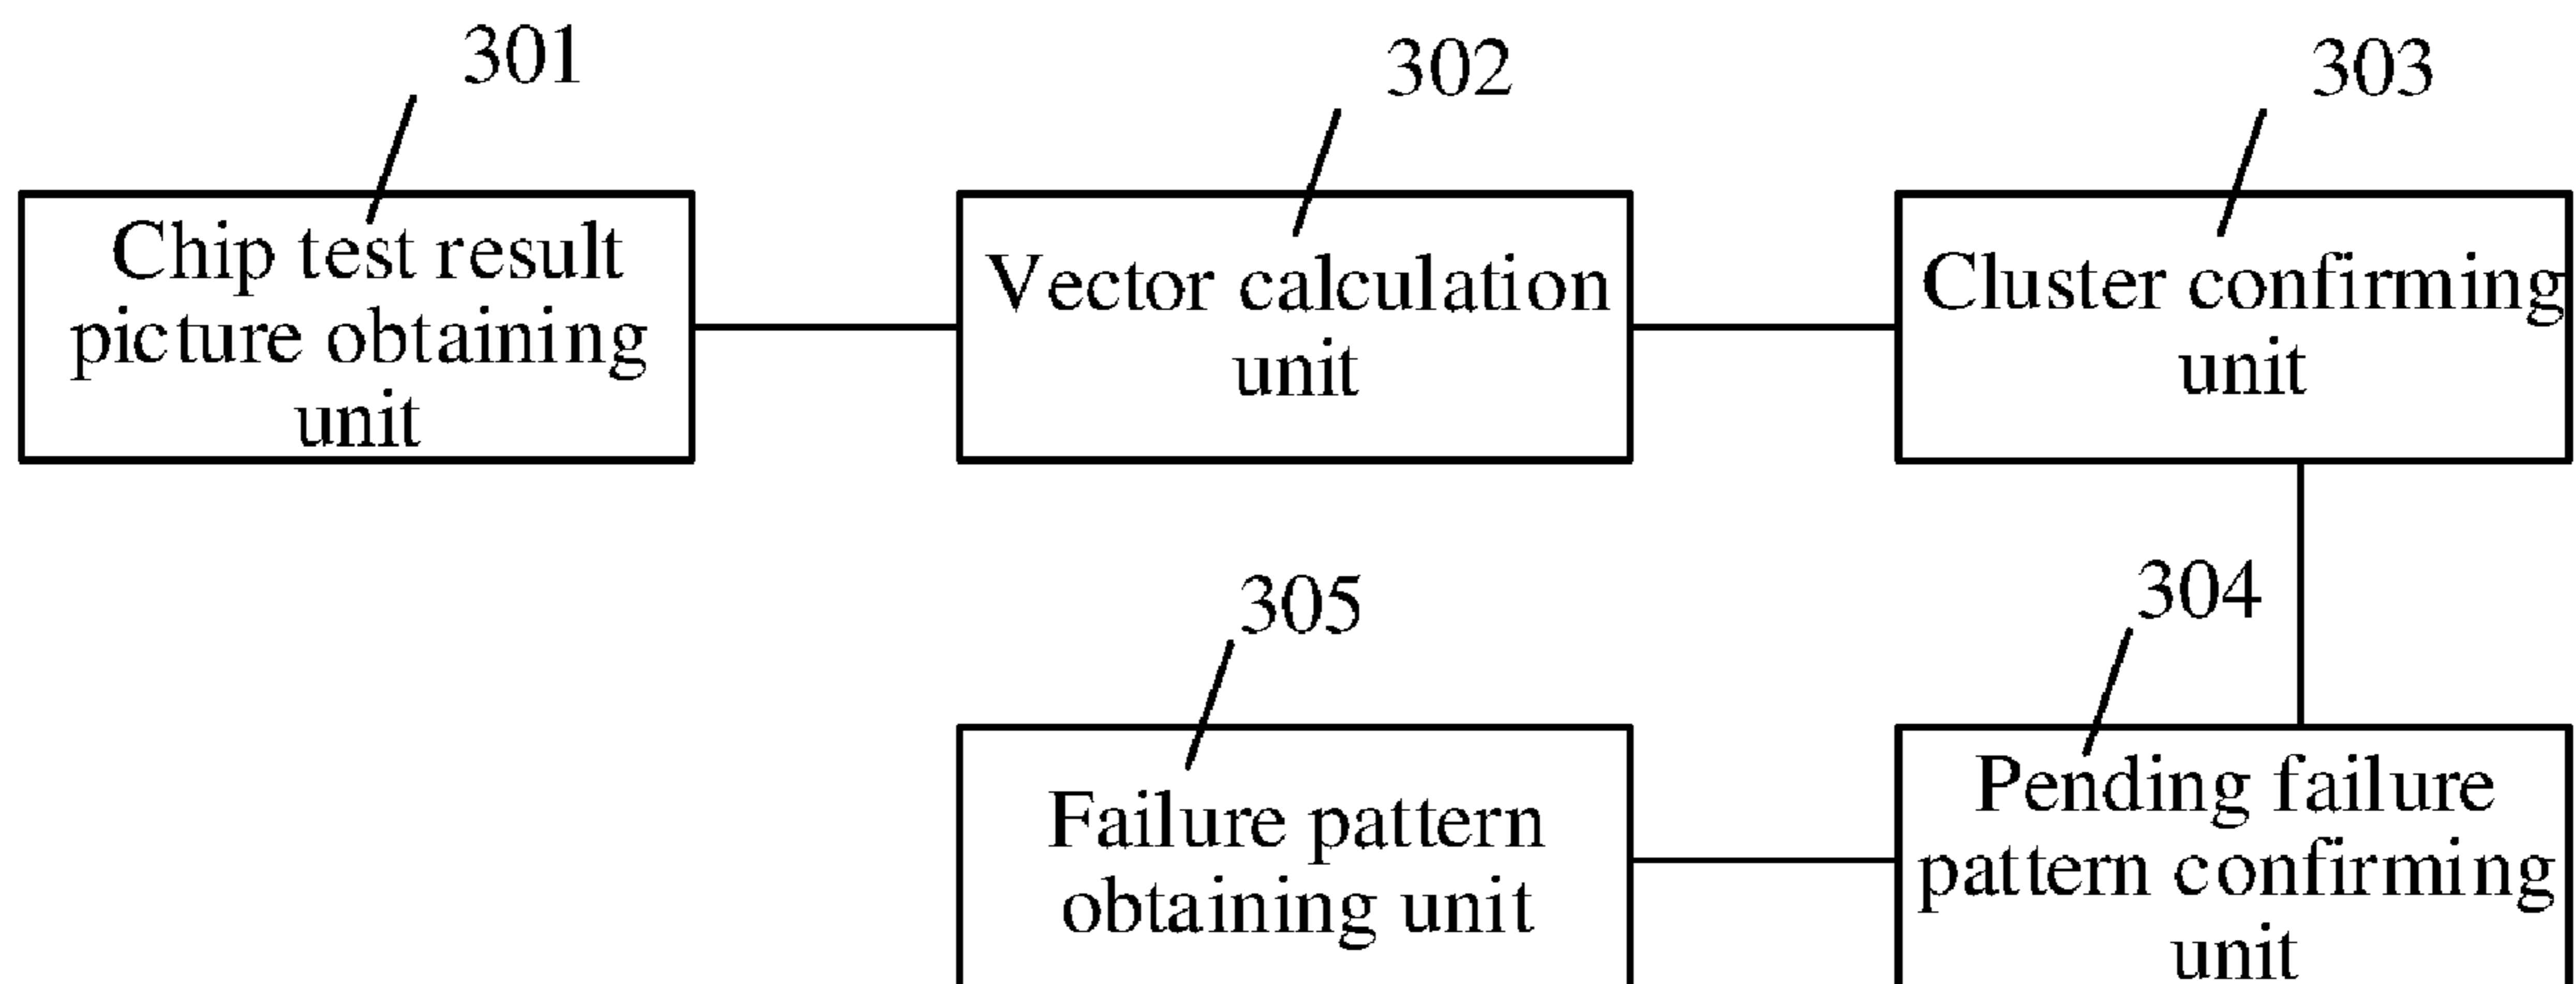 301
302
303
Chip test result
picture obtaining
unit
Vector calculation
unit
Cluster confirming
unit
305
304
Failure pattern
obtaining unit
Pending failure
pattern confirming
unit